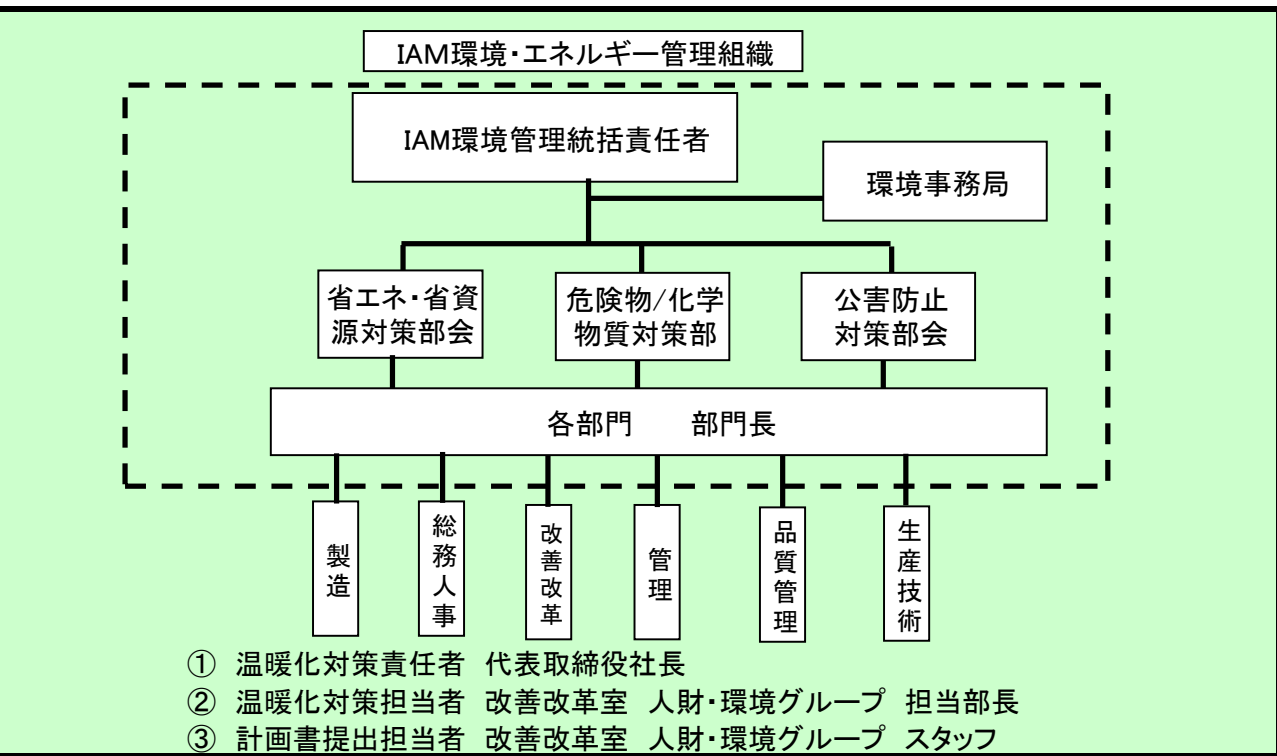 IAM環境・エネルギー管理組織
IAM環境管理統括責任者
環境事務局
省エネ・省資
源対策部会
危険物/化学
物質対策部
公害防止
対策部会
各部門 部門長
製造
総務人事
改善改革
管理
品質管理
生産技術
① 温暖化対策責任者 代表取締役社長
② 温暖化対策担当者 改善改革室 人財・環境グループ 担当部長
③ 計画書提出担当者 改善改革室 人財・環境グループ スタッフ